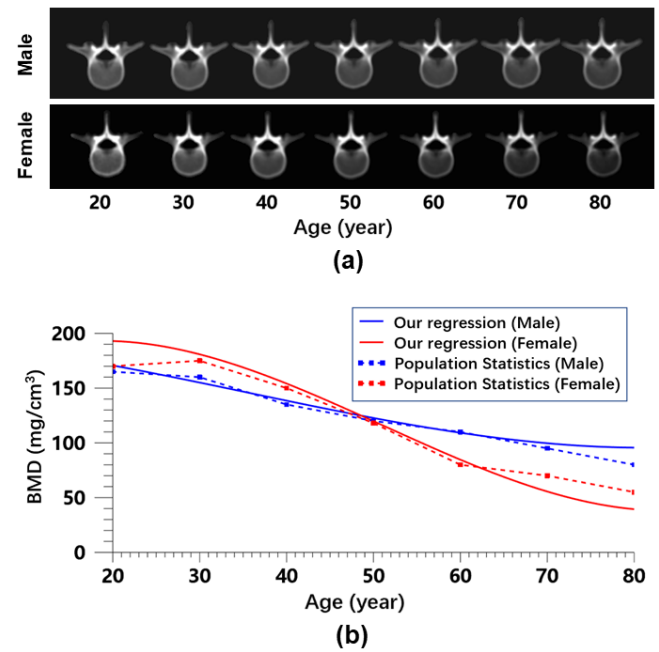 Male
Female
20 30 40 50 60 70 80
Age (year)
(a)
Our regression (Male)
Our regression (Female)
Population Statistics (Male)
Population Statistics (Female)
BMD (mg/cm³)
200
150
100
50
0
20 30 40 50 60 70 80
Age (year)
(b)